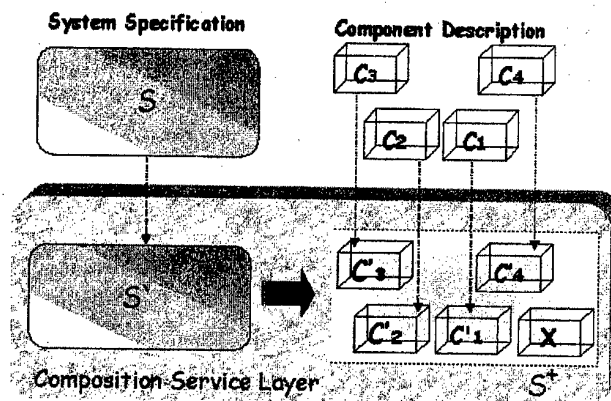 System Specification
Component Description
S
C3
C4
C2
C1
S'
C'3
C'4
C'2
C'1
X
Composition Service Layer
S+